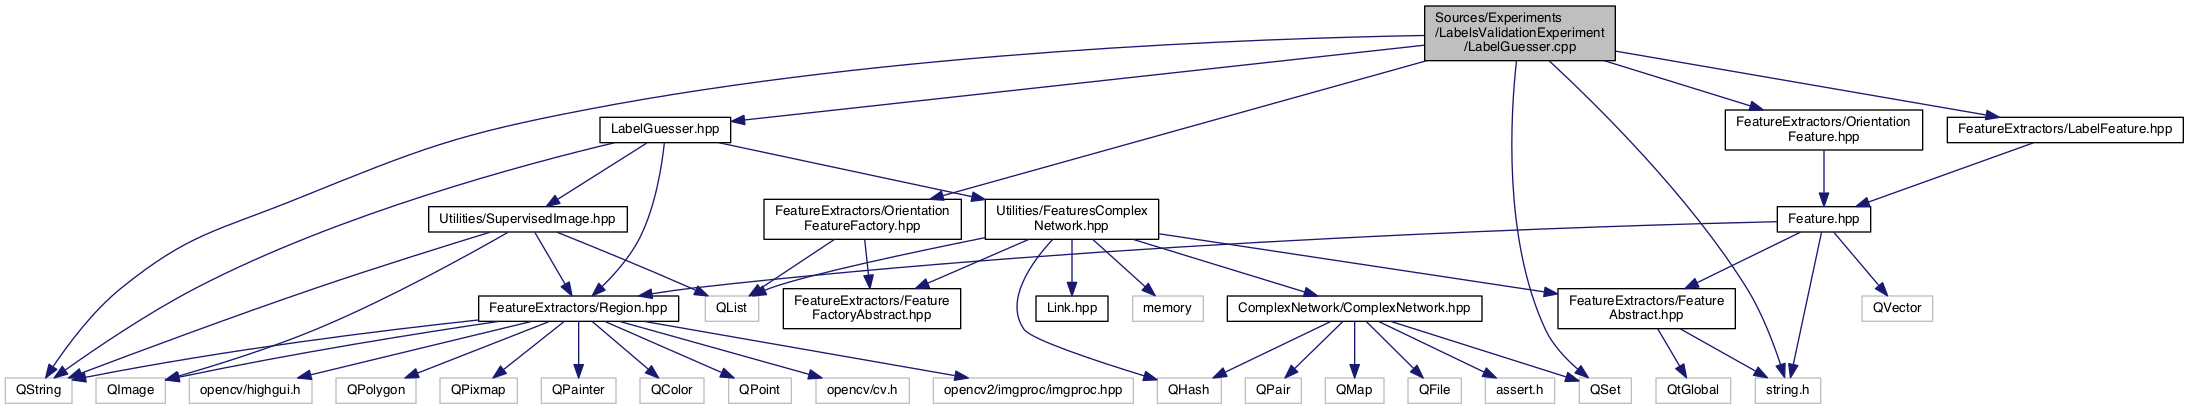 Sources/Experiments
/LabelsValidationExperiment
/LabelGuesser.cpp
LabelGuesser.hpp
FeatureExtractors/Orientation
Feature.hpp
FeatureExtractors/LabelFeature.hpp
Utilities/SupervisedImage.hpp
FeatureExtractors/Orientation
FeatureFactory.hpp
Utilities/FeaturesComplex
Network.hpp
Feature.hpp
FeatureExtractors/Region.hpp
QList
FeatureExtractors/Feature
FactoryAbstract.hpp
Link.hpp
memory
ComplexNetwork/ComplexNetwork.hpp
FeatureExtractors/Feature
Abstract.hpp
QVector
QString
QImage
opencv/highgui.h
QPolygon
QPixmap
QPainter
QColor
QPoint
opencv/cv.h
opencv2/imgproc/imgproc.hpp
QHash
QPair
QMap
QFile
assert.h
QSet
QtGlobal
string.h